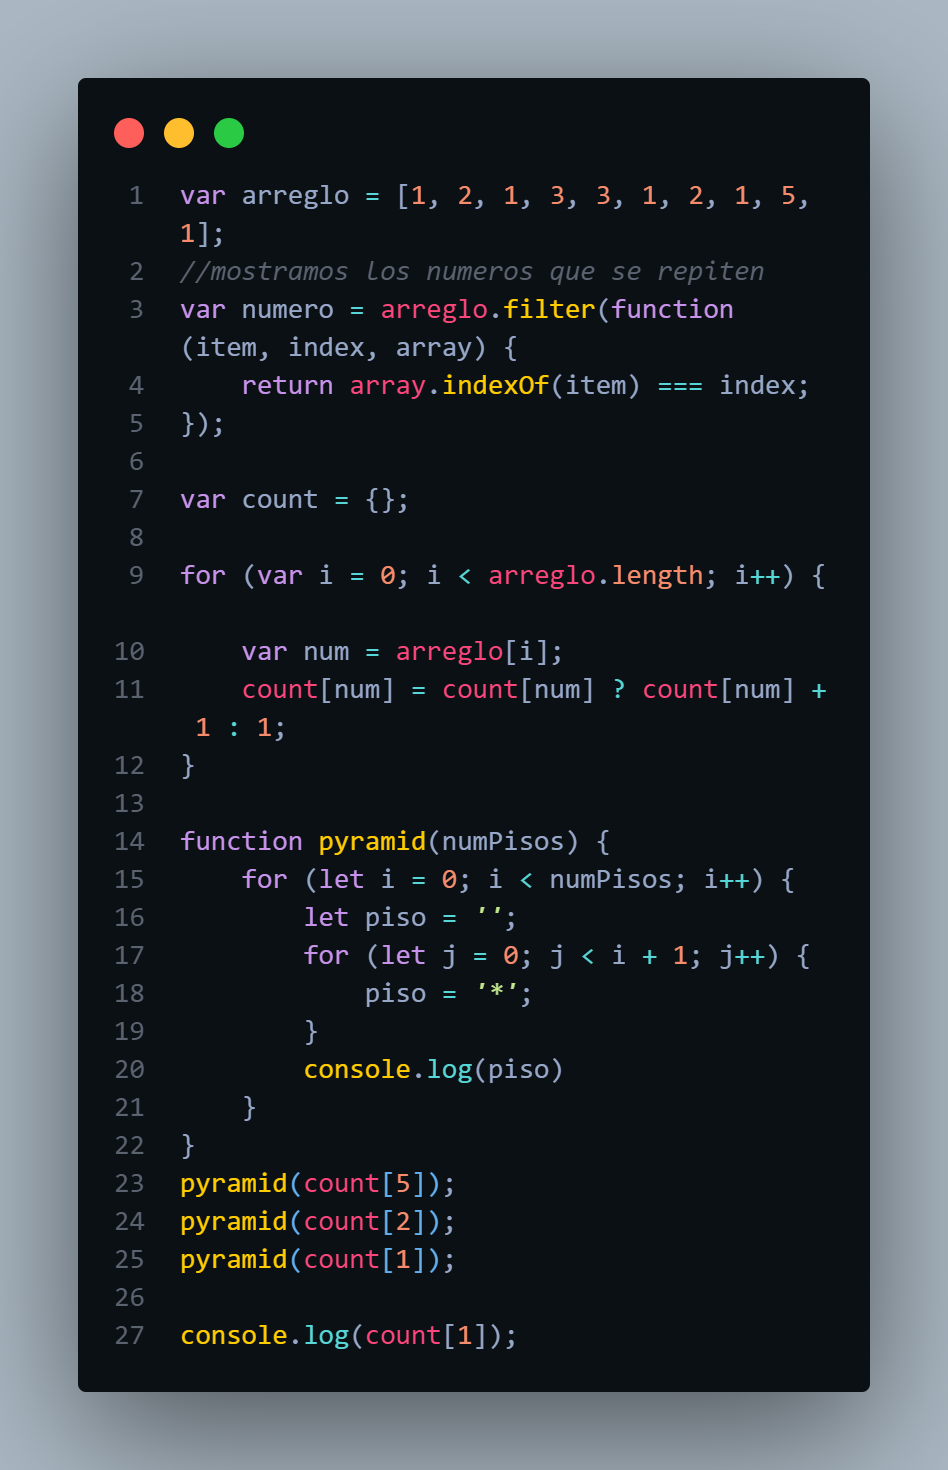 1 var arreglo = [1, 2, 1, 3, 3, 1, 2, 1, 5,
1];
2 //mostramos los numeros que se repiten
3 var numero = arreglo.filter(function
(item, index, array) {
4     return array.indexOf(item) === index;
5 });
6
7 var count = {};
8
9 for (var i = 0; i < arreglo.length; i++) {
10     var num = arreglo[i];
11     count[num] = count[num] ? count[num] +
 1 : 1;
12 }
13
14 function pyramid(numPisos) {
15     for (let i = 0; i < numPisos; i++) {
16         let piso = '';
17         for (let j = 0; j < i + 1; j++) {
18             piso = '*';
19         }
20         console.log(piso)
21     }
22 }
23 pyramid(count[5]);
24 pyramid(count[2]);
25 pyramid(count[1]);
26
27 console.log(count[1]);